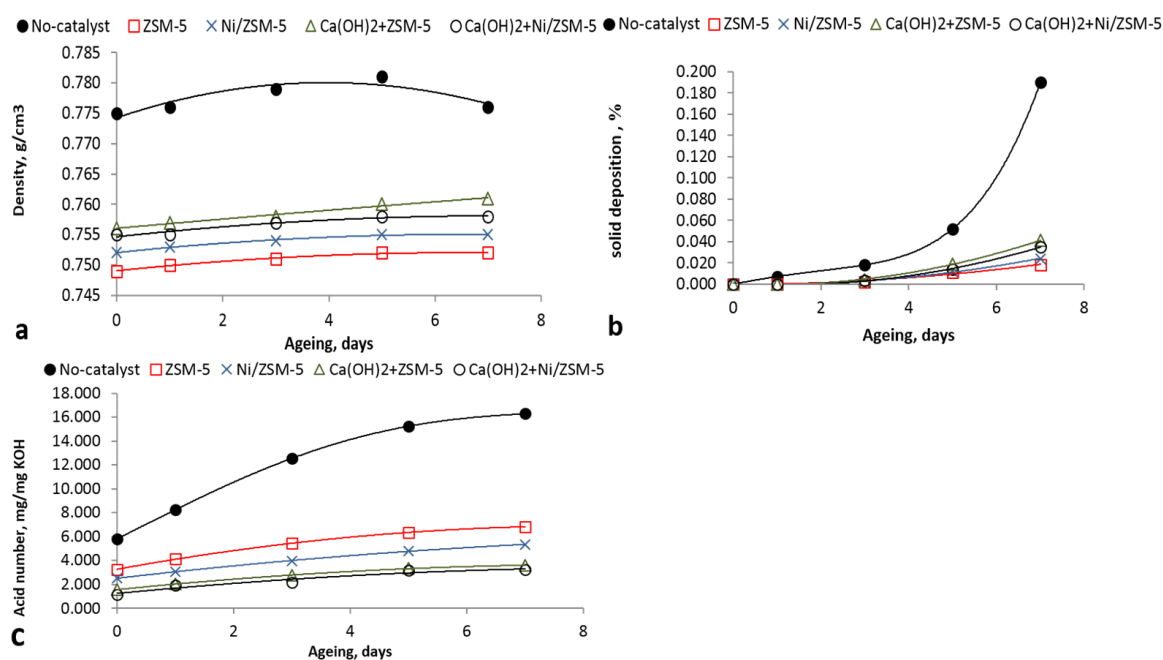 No-catalyst ZSM-5 Ni/ZSM-5 Ca(OH)2+ZSM-5 Ca(OH)2+Ni/ZSM-5
0.785
0.780
0.775
0.770
0.765
0.760
0.755
0.750
0.745
Density, g/cm3
0 2 4 6 8
Ageing, days
a
No-catalyst ZSM-5 Ni/ZSM-5 Ca(OH)2+ZSM-5 Ca(OH)2+Ni/ZSM-5
0.200
0.180
0.160
0.140
0.120
0.100
0.080
0.060
0.040
0.020
0.000
solid deposition , %
0 2 4 6 8
Ageing, days
b
No-catalyst ZSM-5 Ni/ZSM-5 Ca(OH)2+ZSM-5 Ca(OH)2+Ni/ZSM-5
18.000
16.000
14.000
12.000
10.000
8.000
6.000
4.000
2.000
0.000
Acid number, mg/mg KOH
0 2 4 6 8
Ageing, days
c